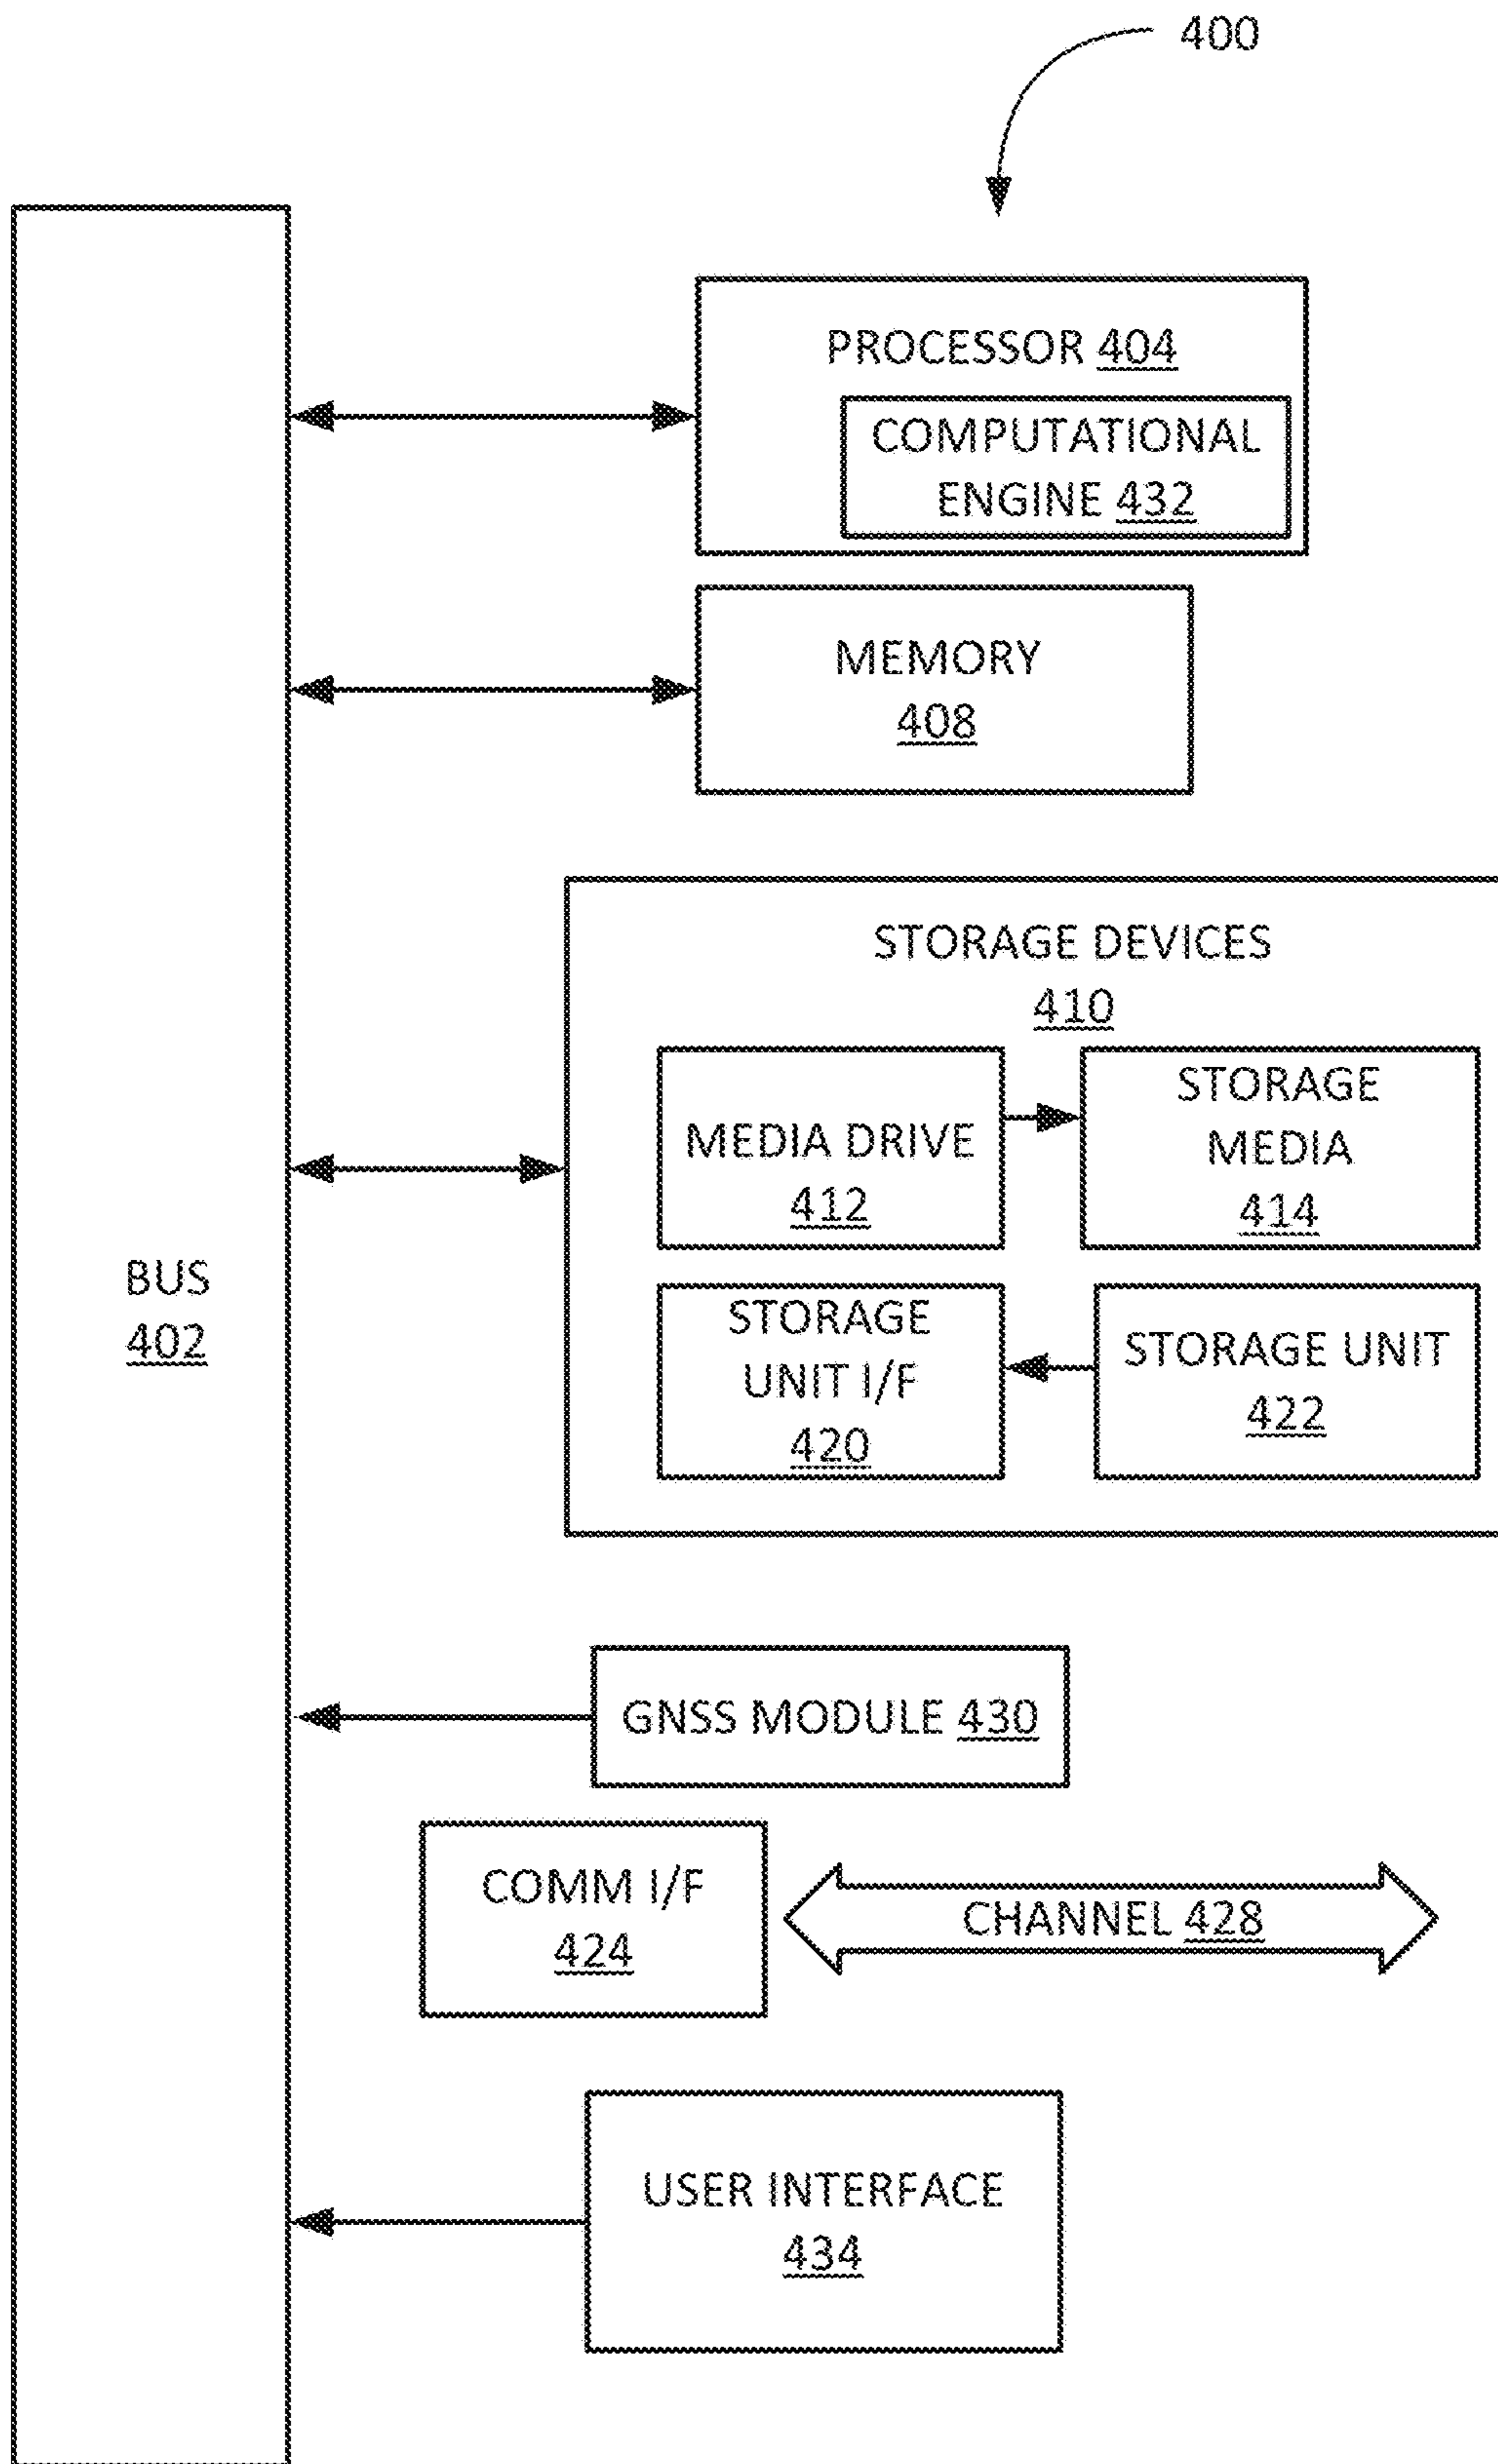 400
PROCESSOR 404
COMPUTATIONAL
ENGINE 432
MEMORY
408
STORAGE DEVICES
410
MEDIA DRIVE
412
STORAGE
MEDIA
414
BUS
402
STORAGE
UNIT I/F
420
STORAGE UNIT
422
GNSS MODULE 430
COMM I/F
424
CHANNEL 428
USER INTERFACE
434